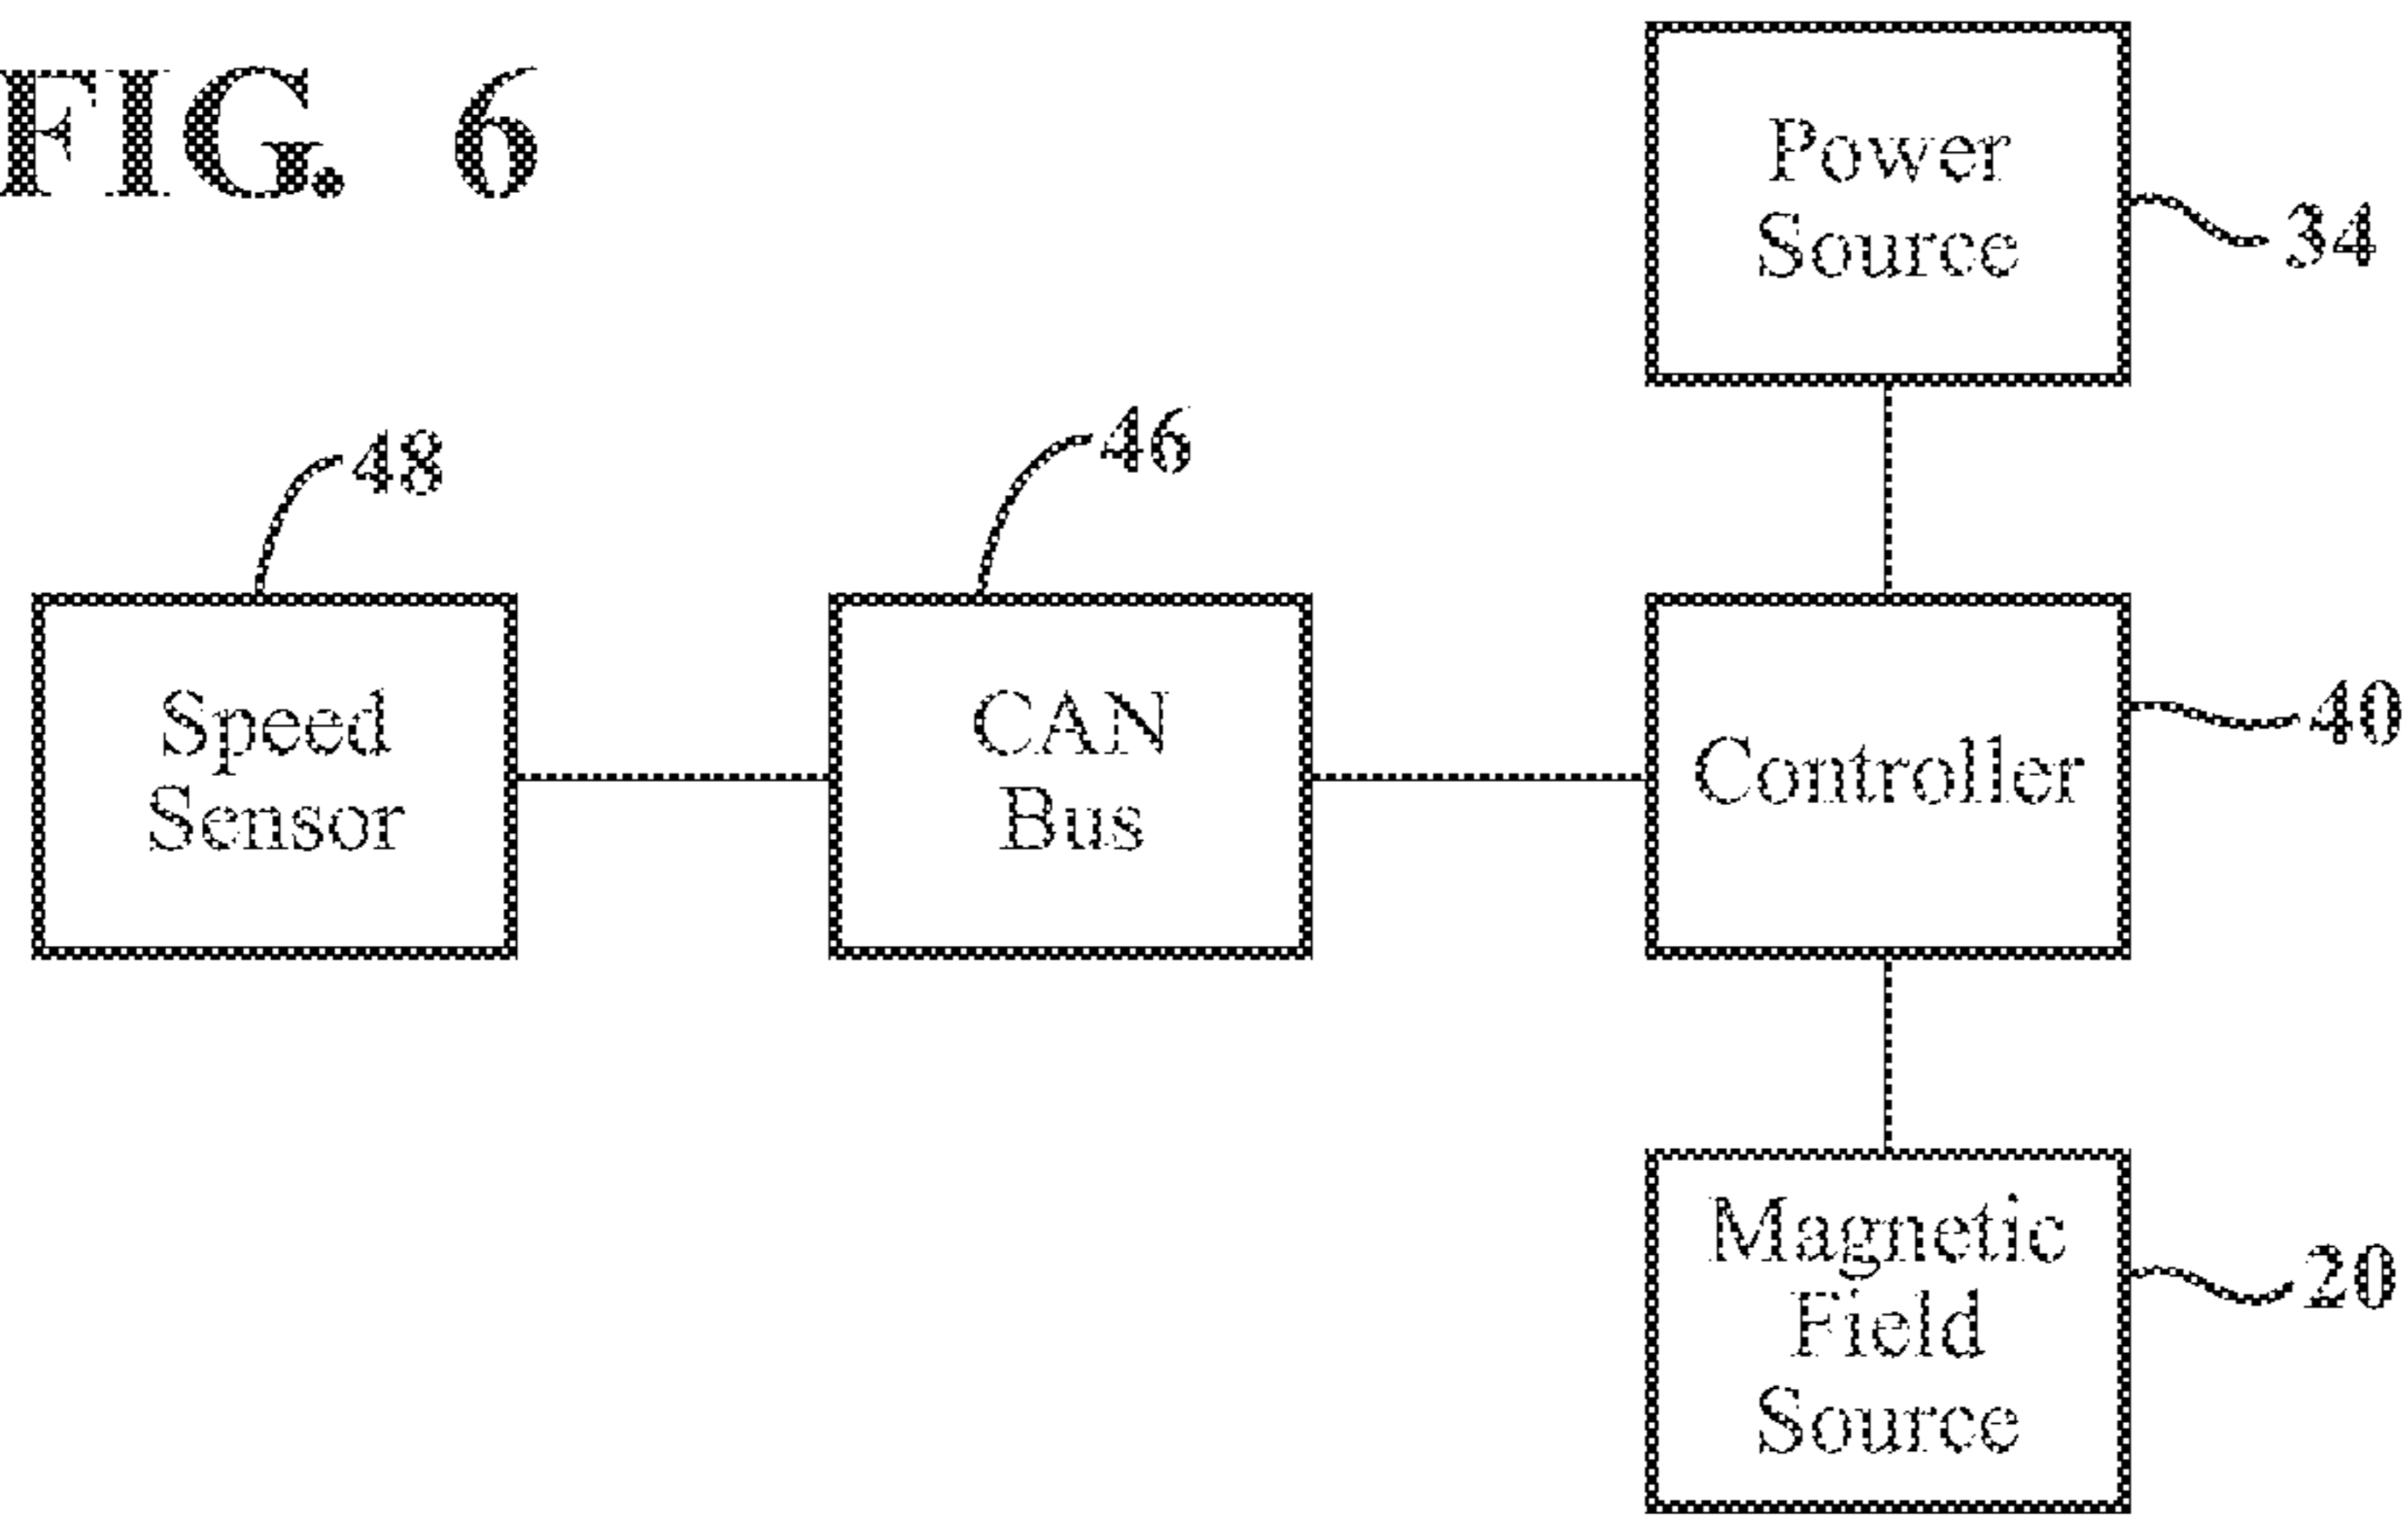 FIG. 6
Power
Source
34
48
46
Speed
Sensor
CAN
Bus
Controller
40
Magnetic
Field
Source
20